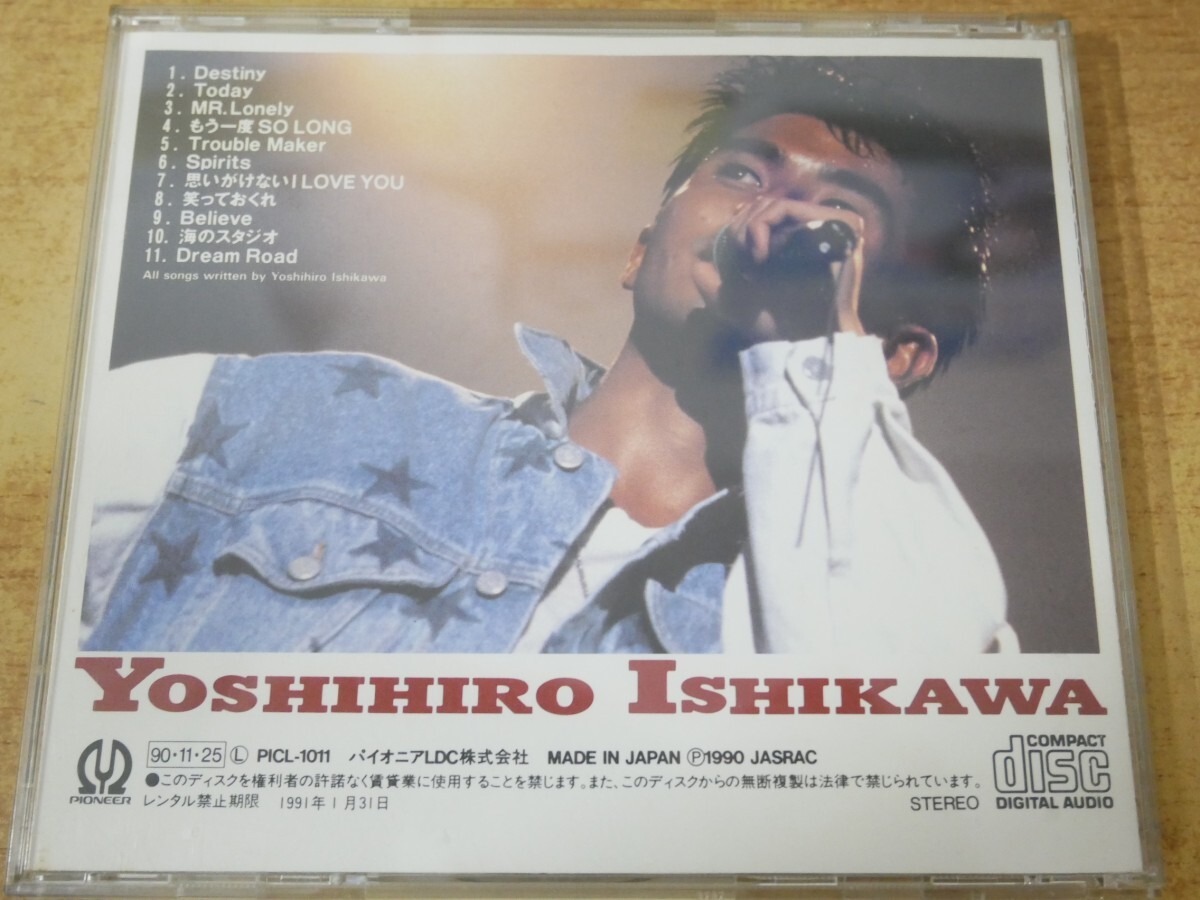 1. Destiny
2. Today
3. MR. Lonely
4. もう一度 SO LONG
5. Trouble Maker
6. Spirits
7. 思いがけない I LOVE YOU
8. 笑っておくれ
9. Believe
10. 海のスタジオ
11. Dream Road
All songs written by Yoshihiro Ishikawa
YOSHIHIRO ISHIKAWA
PIONEER
90・11・25 Ⓛ PICL-1011 パイオニアLDC株式会社 MADE IN JAPAN Ⓟ1990 JASRAC
●このディスクを権利者の許諾なく賃貸業に使用することを禁じます。また、このディスクからの無断複製は法律で禁じられています。
レンタル禁止期限 1991年1月31日
STEREO
COMPACT
disc
DIGITAL AUDIO